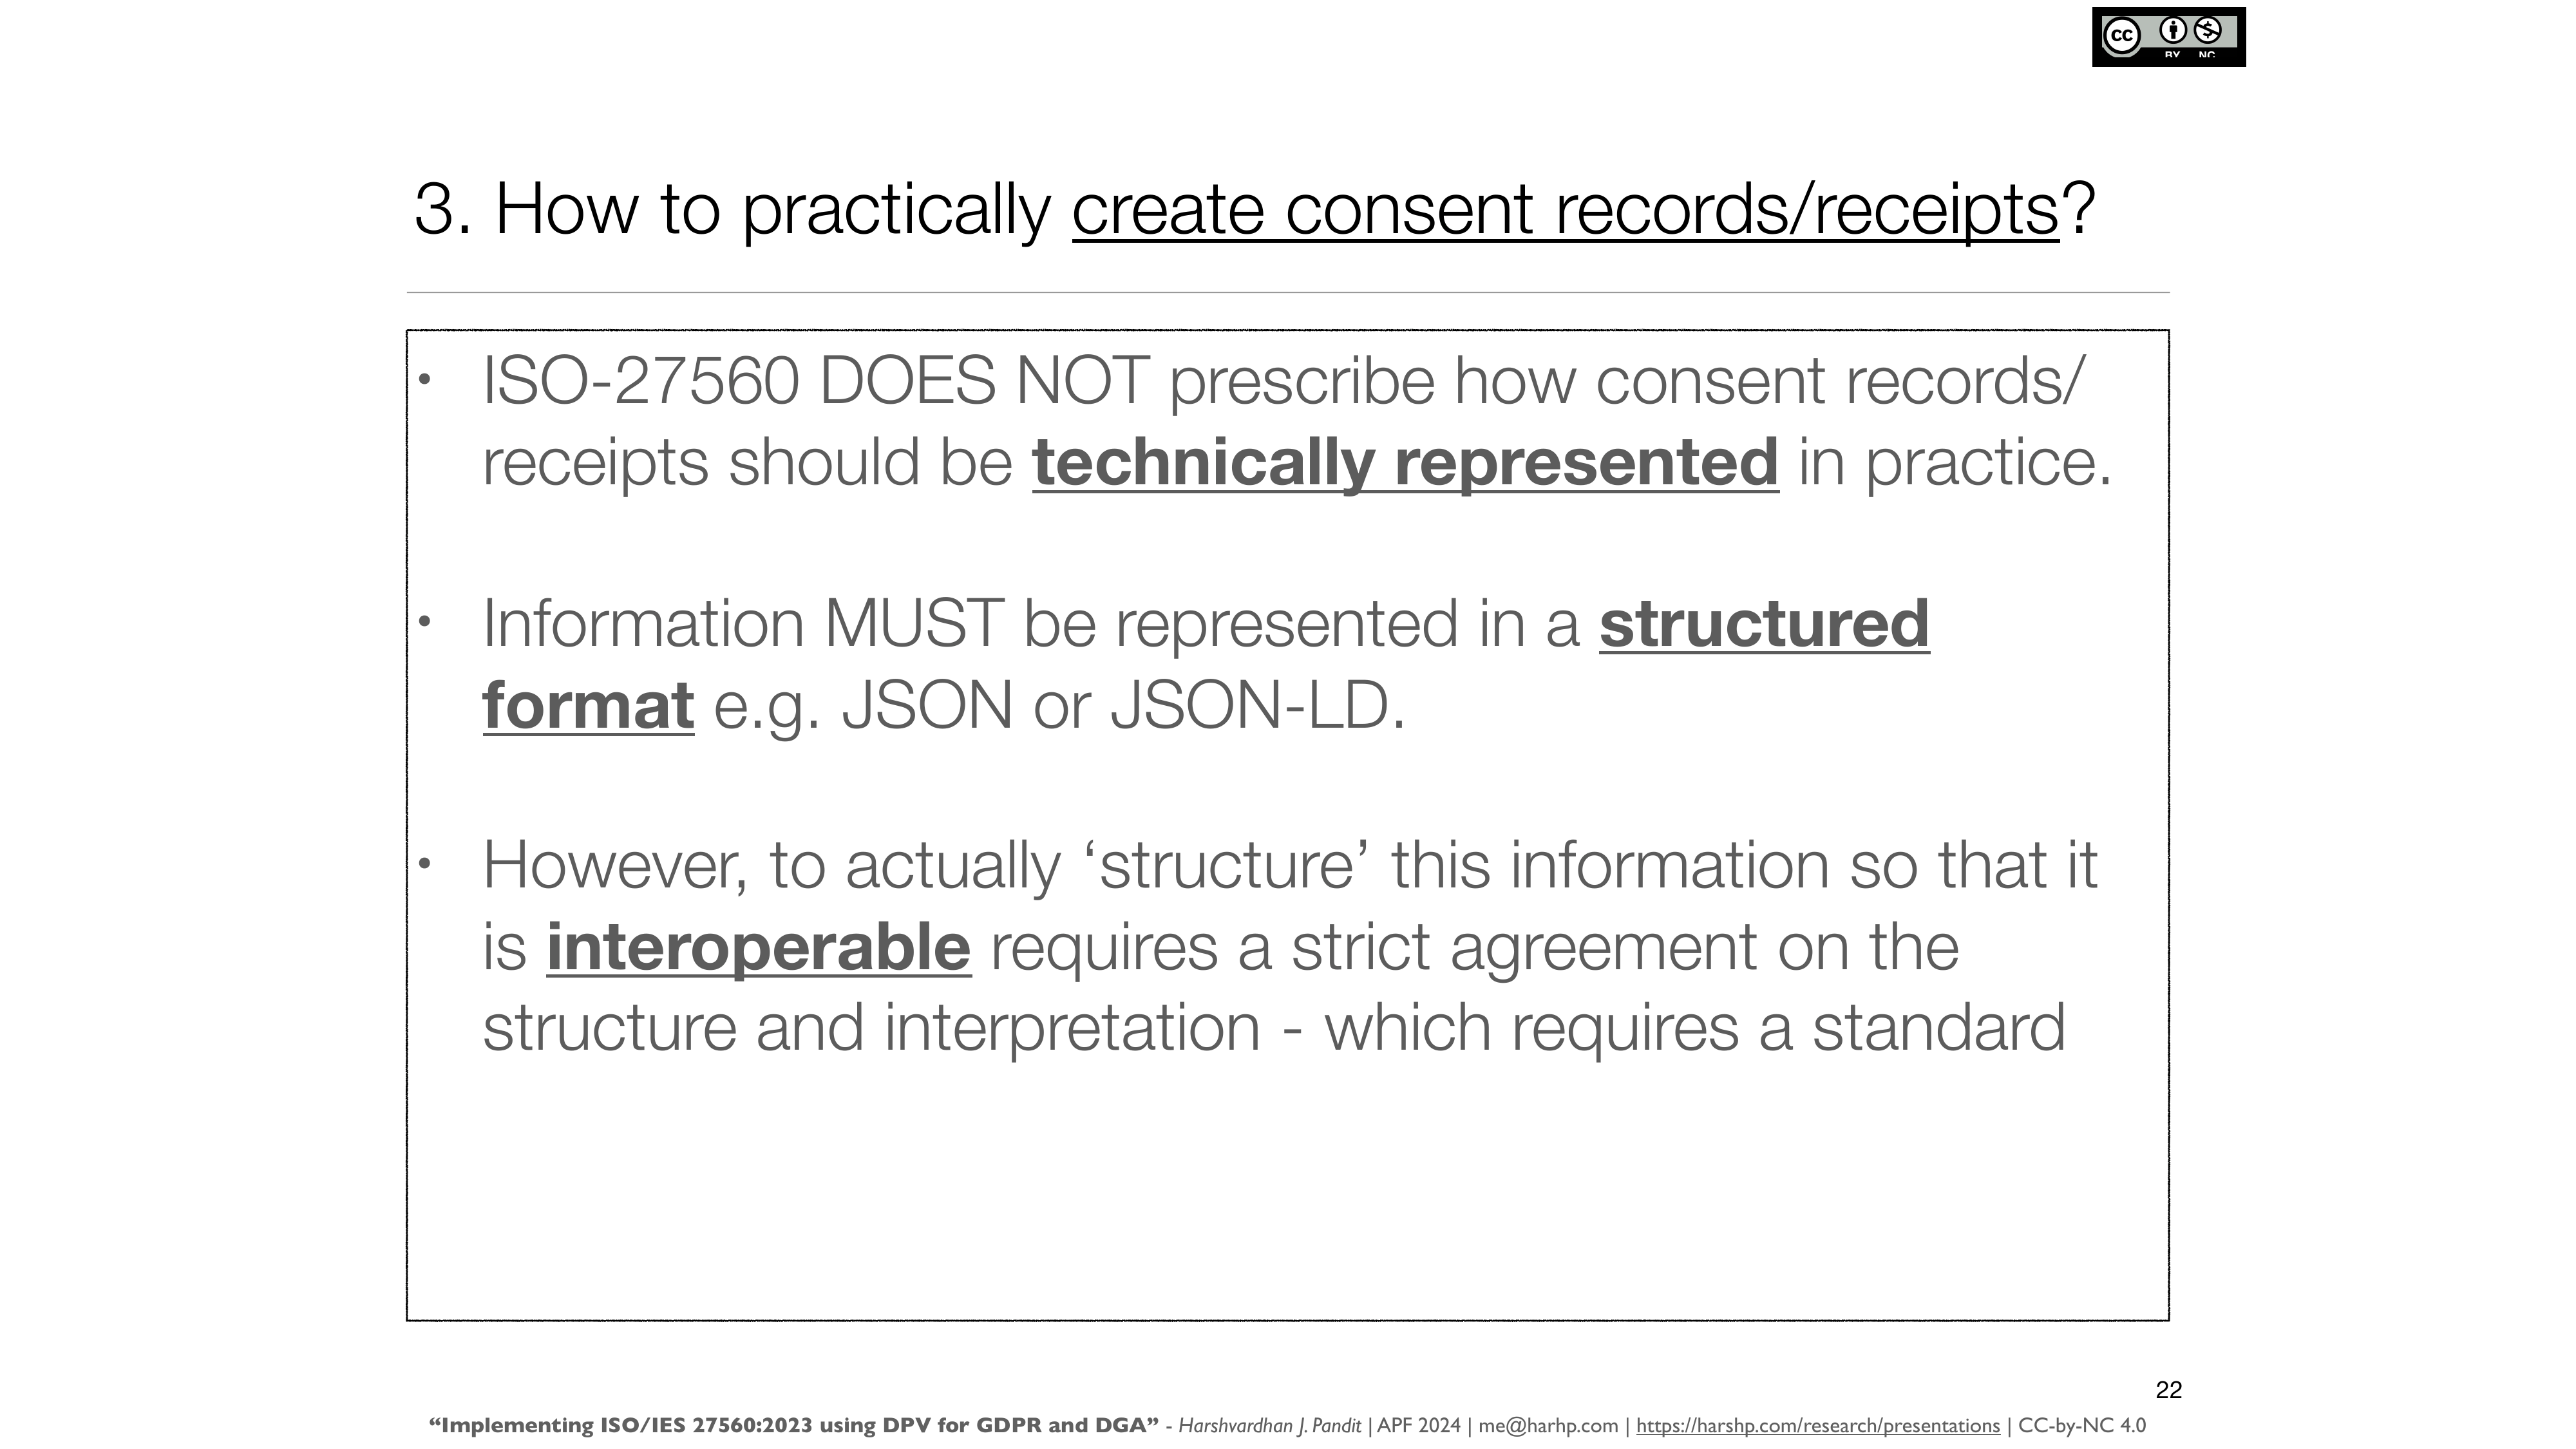 CC BY NC
3. How to practically create consent records/receipts?
• ISO-27560 DOES NOT prescribe how consent records/
receipts should be technically represented in practice.
• Information MUST be represented in a structured
format e.g. JSON or JSON-LD.
• However, to actually ‘structure’ this information so that it
is interoperable requires a strict agreement on the
structure and interpretation - which requires a standard
22
“Implementing ISO/IES 27560:2023 using DPV for GDPR and DGA” - Harshvardhan J. Pandit | APF 2024 | me@harhp.com | https://harshp.com/research/presentations | CC-by-NC 4.0